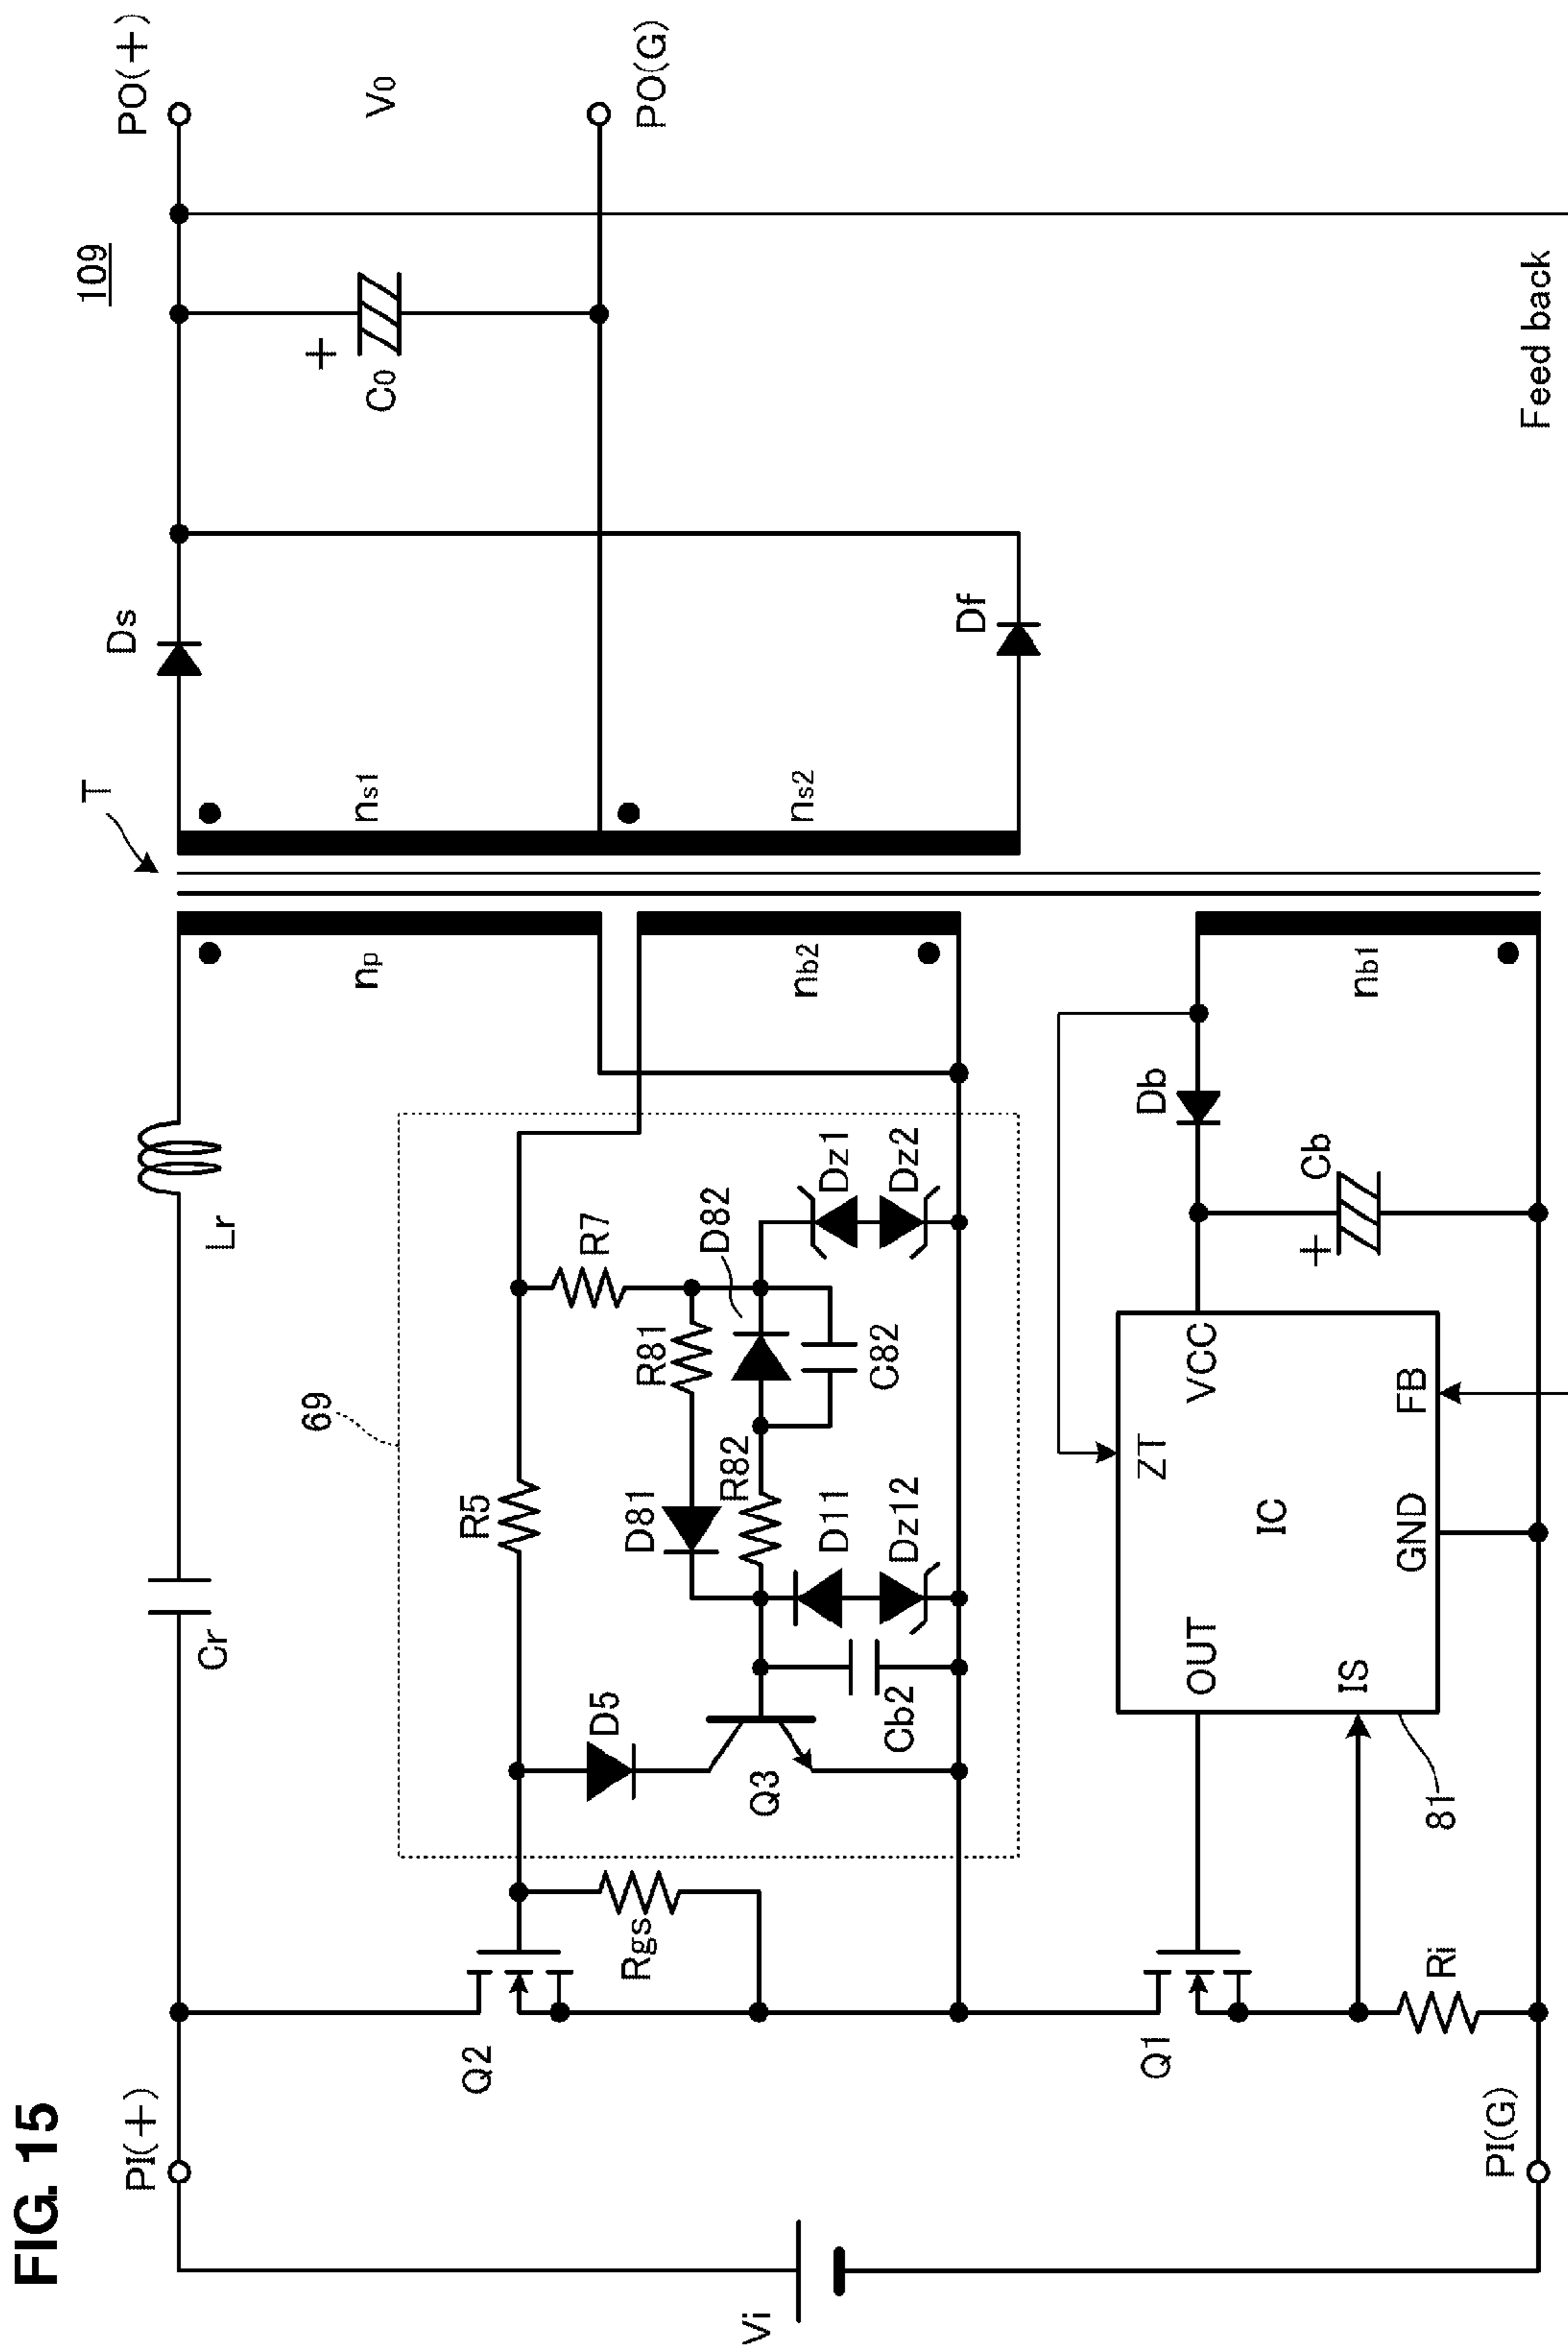 FIG. 15
109
T
PI(+)
Cr
Lr
Ds
PO(+)
np
ns1
C0
+
V0
69
Q2
Rgs
R5
R7
D5
Q3
D81
R81
D82
R82
C82
D11
Dz12
Dz1
Dz2
Cb2
nb2
ns2
Df
PO(G)
Vi
Q1
OUT
ZT
VCC
IC
IS
GND
FB
81
Ri
Db
Cb
+
nb1
PI(G)
Feed back